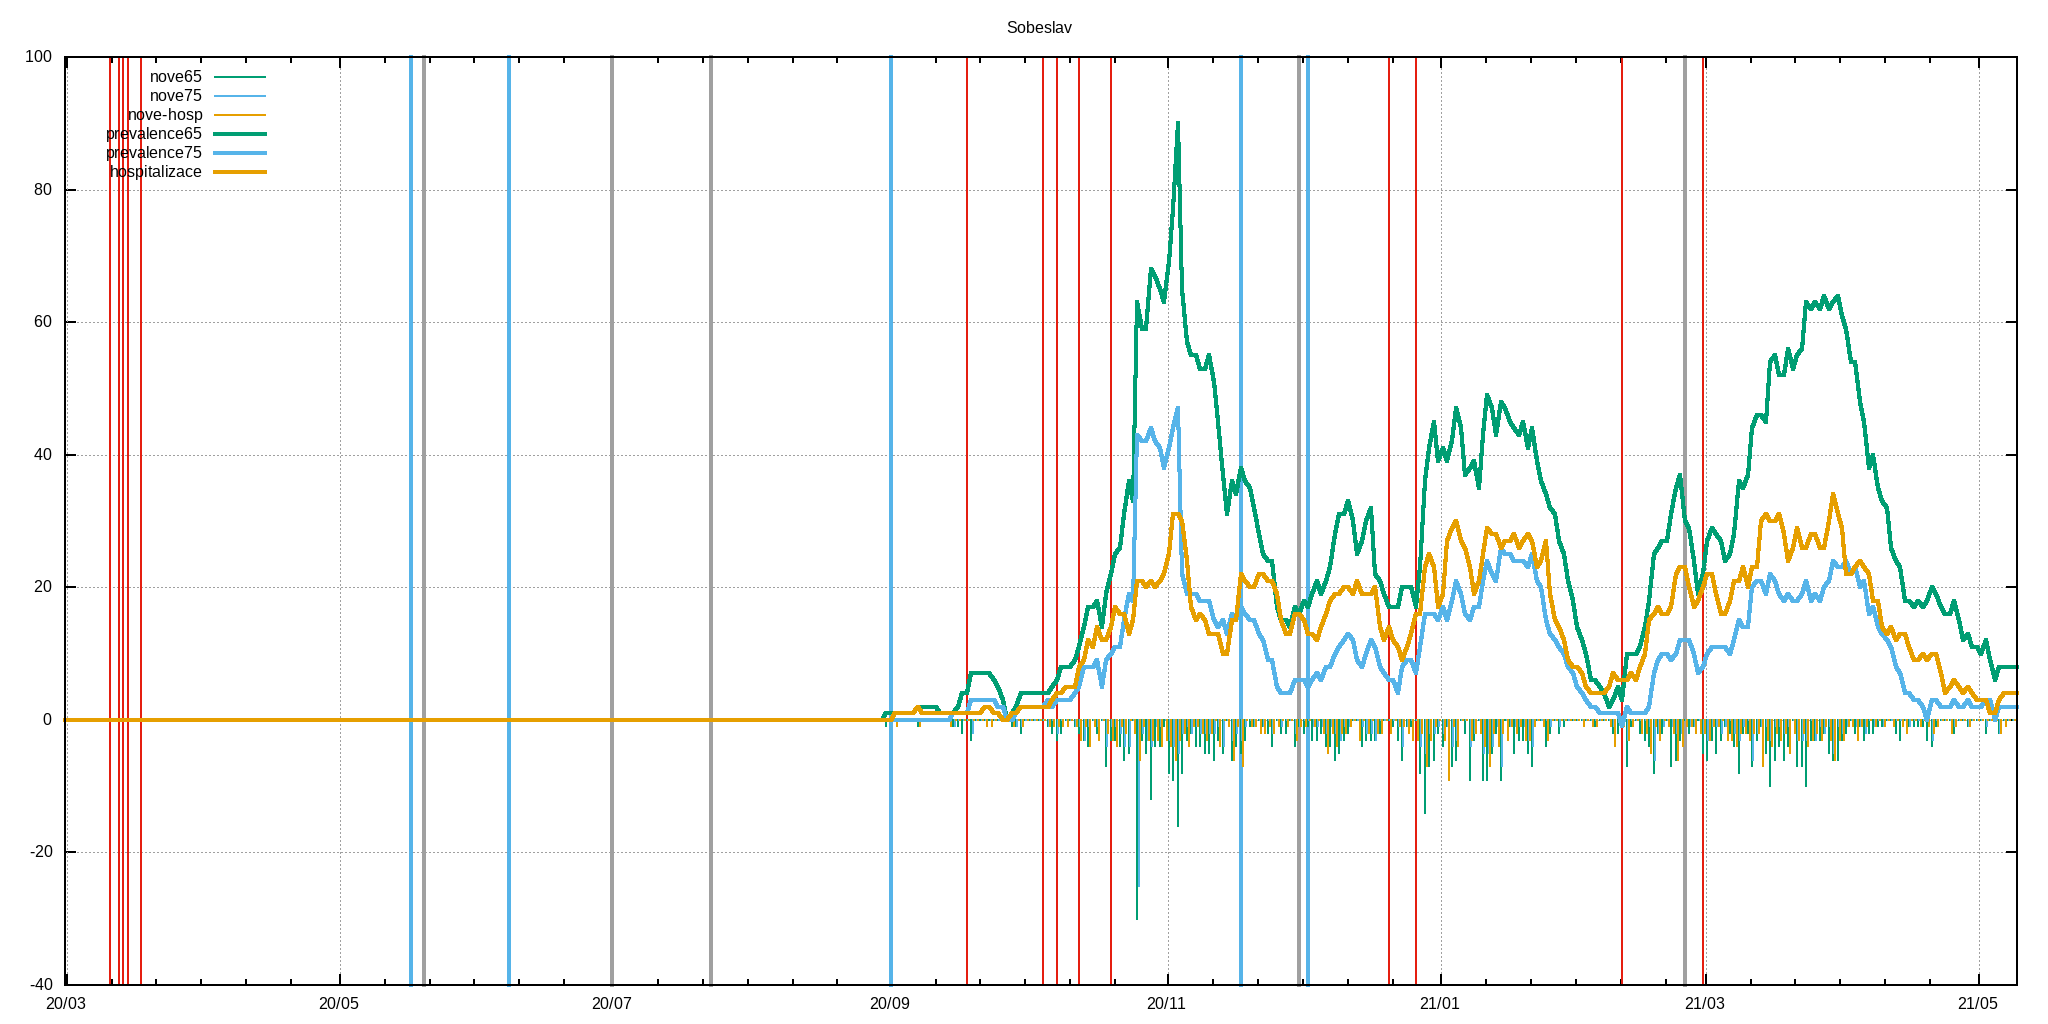 Sobeslav
100
80
60
40
20
0
-20
-40
nove65
nove75
nove-hosp
prevalence65
prevalence75
hospitalizace
20/03 20/05 20/07 20/09 20/11 21/01 21/03 21/05